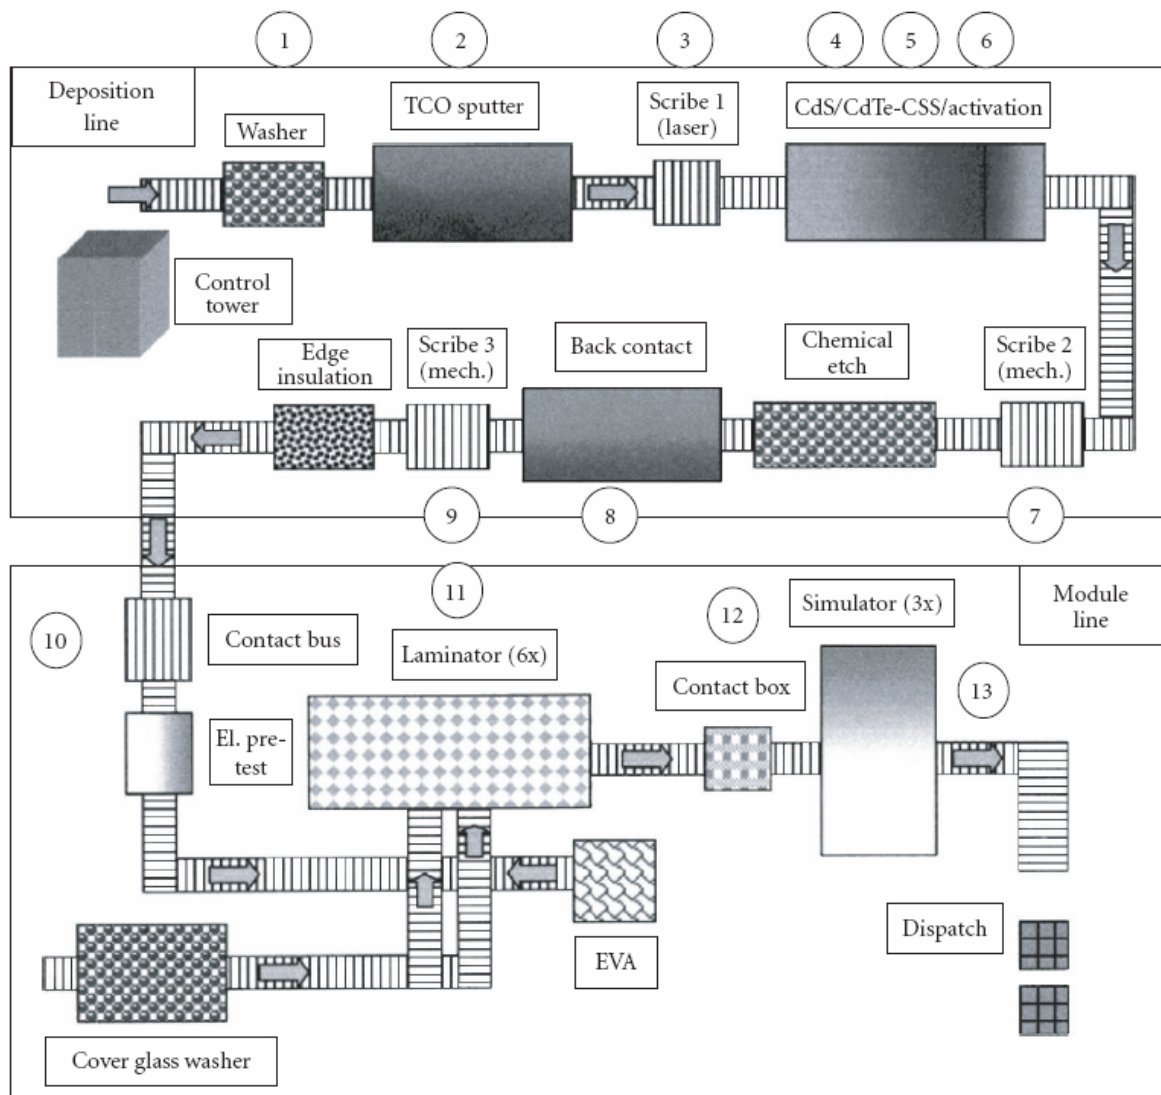 1
2
3
4
5
6
Deposition
line
Washer
TCO sputter
Scribe 1
(laser)
CdS/CdTe-CSS/activation
Control
tower
Edge
insulation
Scribe 3
(mech.)
Back contact
Chemical
etch
Scribe 2
(mech.)
9
8
7
10
11
12
13
Module
line
Contact bus
Laminator (6x)
Contact box
Simulator (3x)
El. pre-
test
EVA
Dispatch
Cover glass washer